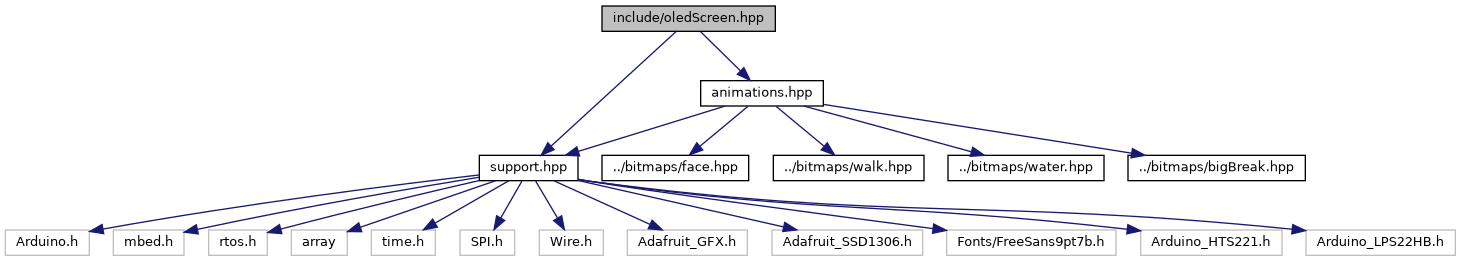 include/oledScreen.hpp
animations.hpp
support.hpp
../bitmaps/face.hpp
../bitmaps/walk.hpp
../bitmaps/water.hpp
../bitmaps/bigBreak.hpp
Arduino.h
mbed.h
rtos.h
array
time.h
SPI.h
Wire.h
Adafruit_GFX.h
Adafruit_SSD1306.h
Fonts/FreeSans9pt7b.h
Arduino_HTS221.h
Arduino_LPS22HB.h